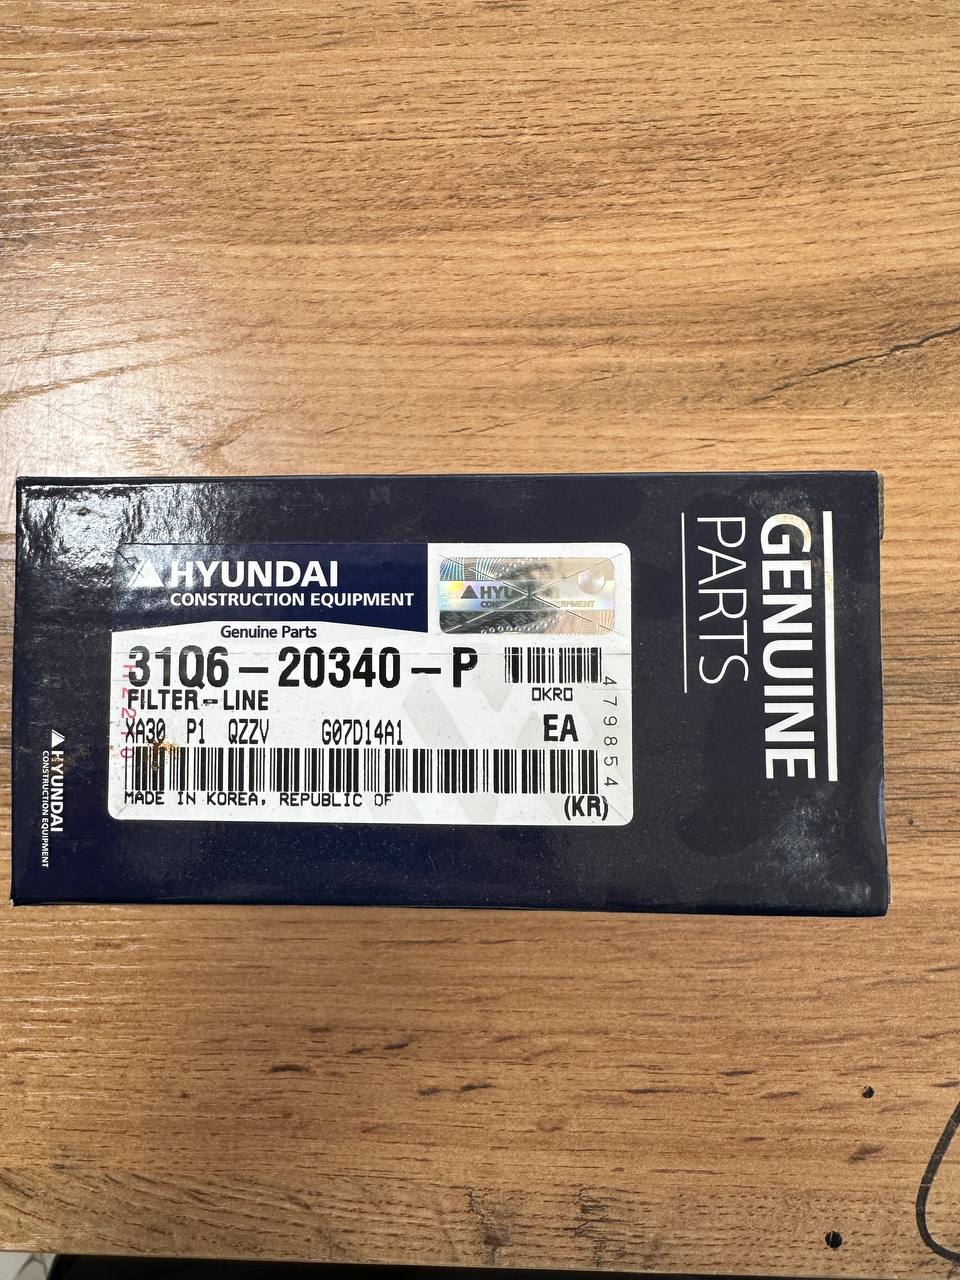 HYUNDAI
CONSTRUCTION EQUIPMENT
Genuine Parts
31Q6-20340-P
FILTER-LINE
0KR0
XA30 P1 QZZV G07D14A1
EA
MADE IN KOREA, REPUBLIC OF
(KR)
479854
GENUINE
PARTS
HYUNDAI
CONSTRUCTION EQUIPMENT